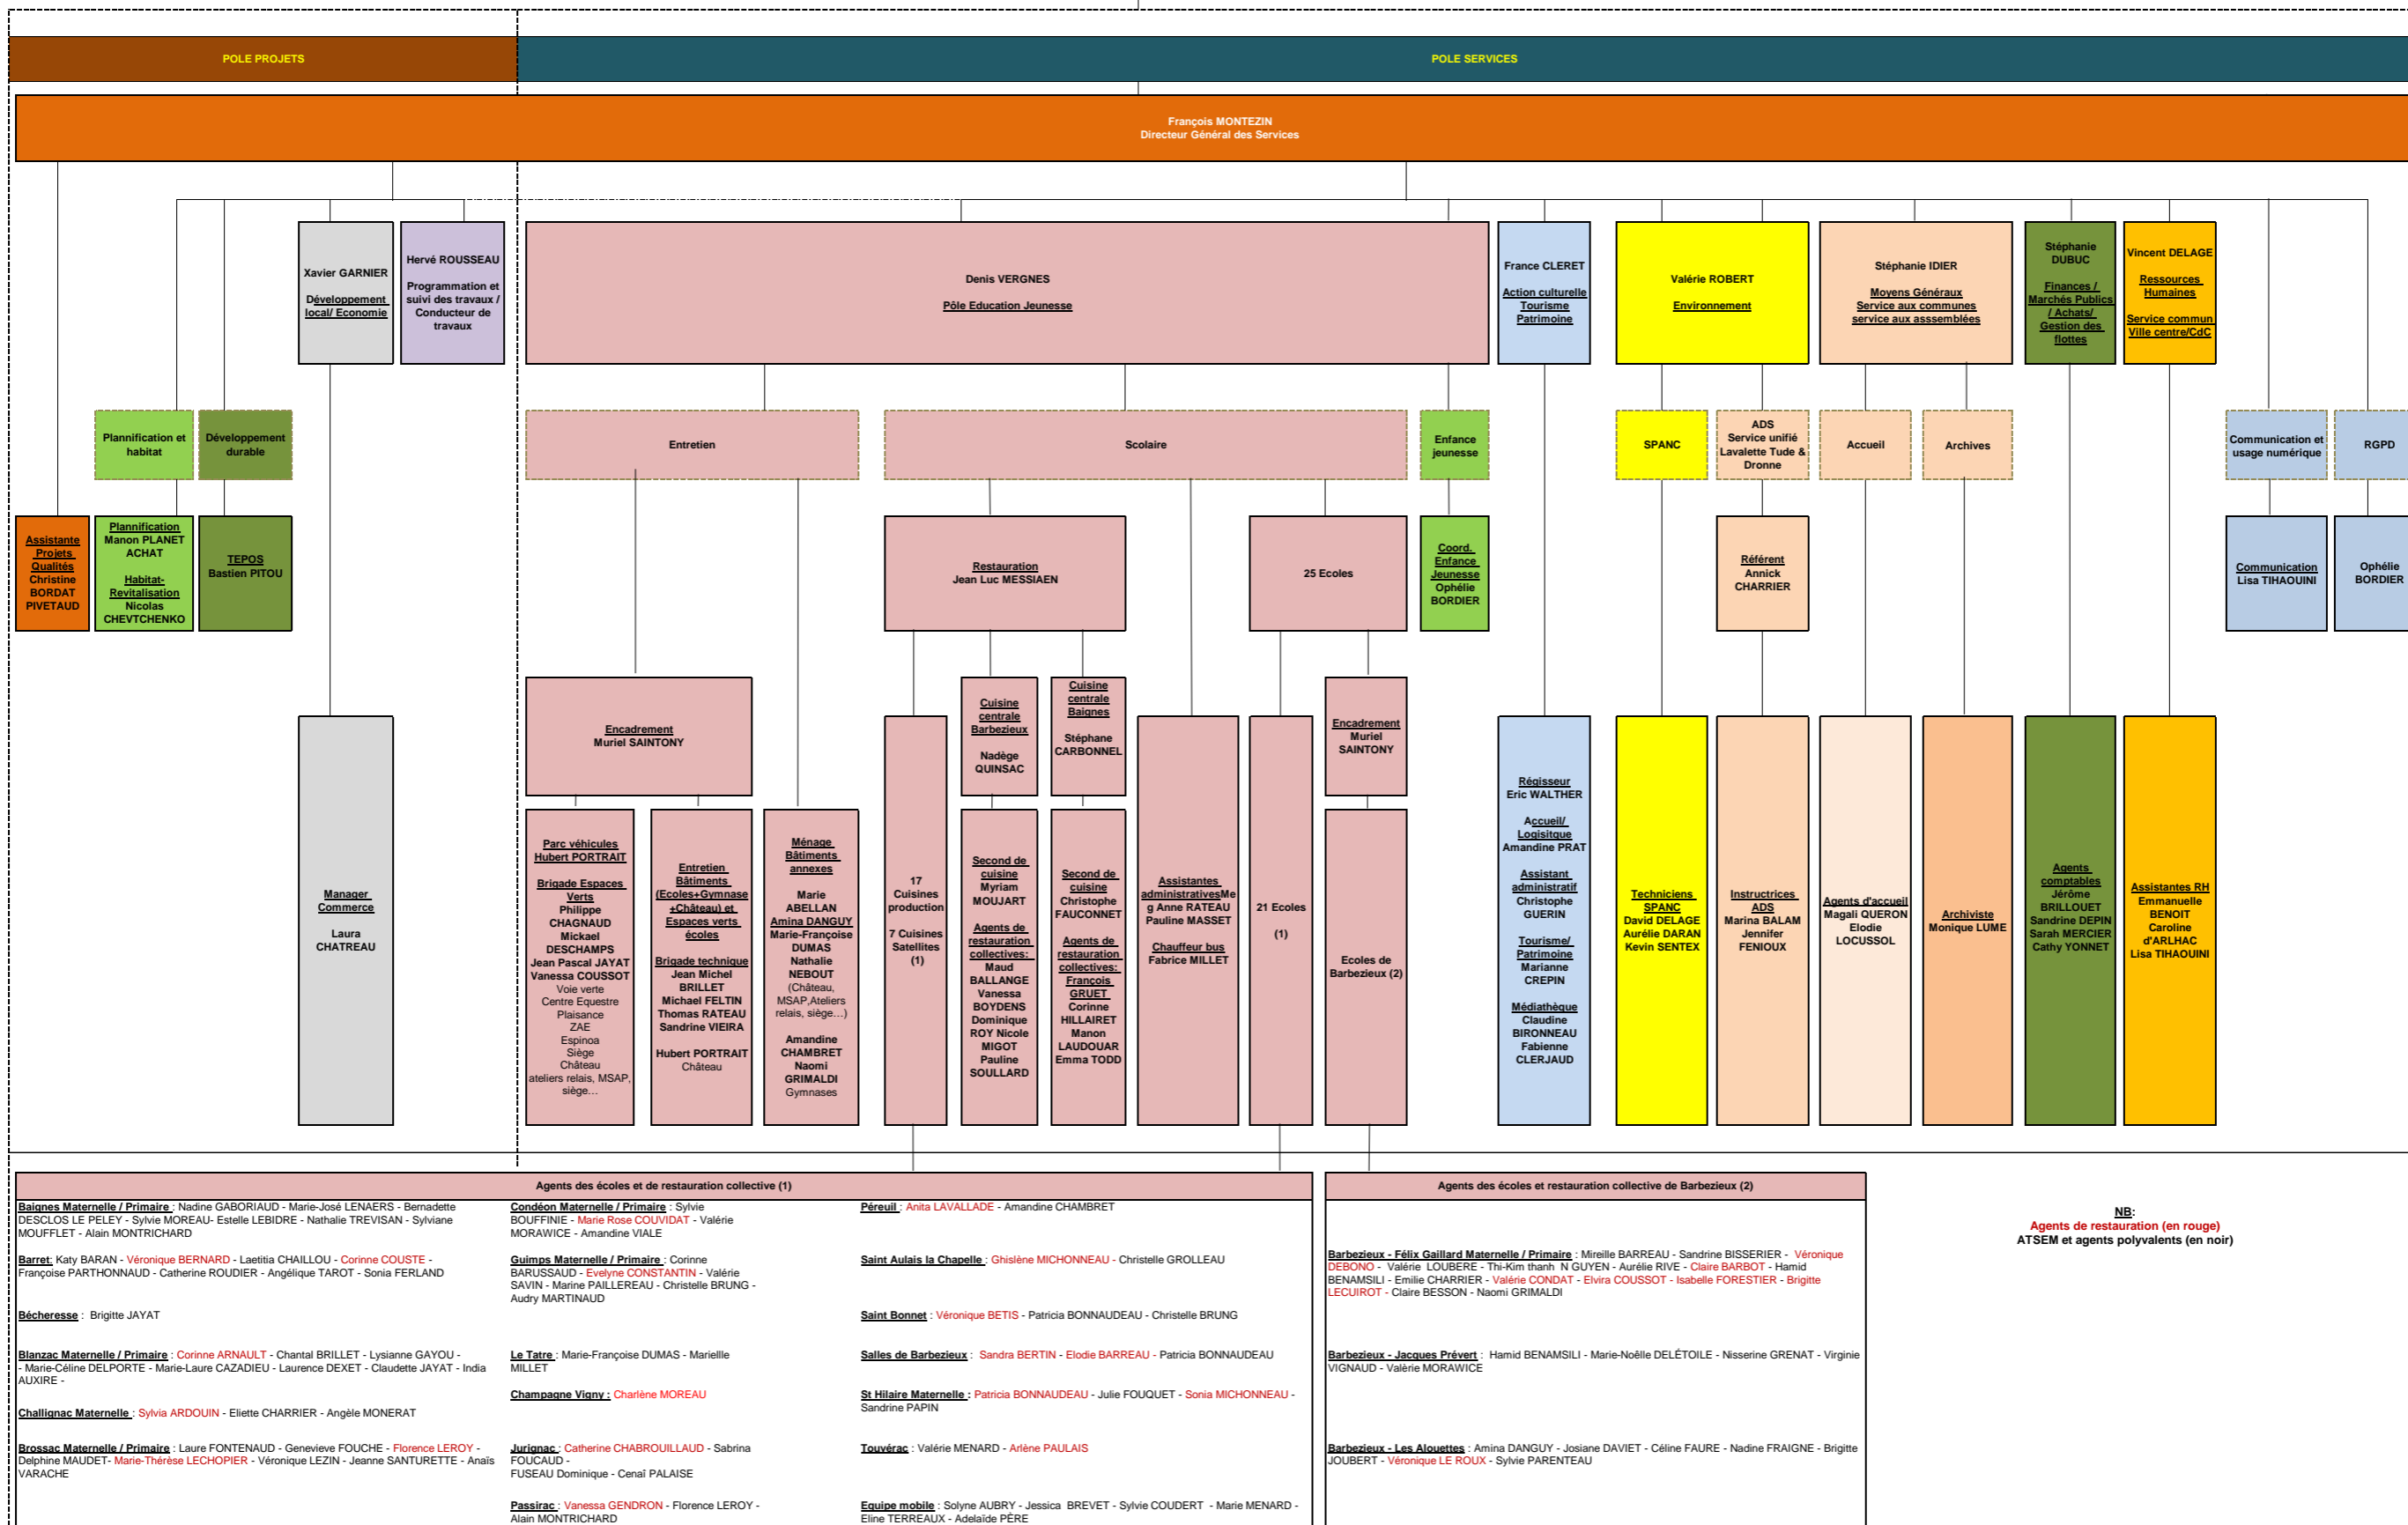 POLE PROJETS
POLE SERVICES
François MONTEZIN
Directeur Général des Services
Xavier GARNIER
Développement
local/ Economie
Hervé ROUSSEAU
Programmation et
suivi des travaux /
Conducteur de
travaux
Denis VERGNES
Pôle Education Jeunesse
France CLERET
Action culturelle
Tourisme
Patrimoine
Valérie ROBERT
Environnement
Stéphanie IDIER
Moyens Généraux
Service aux communes
service aux asssemblées
Stéphanie
DUBUC
Finances /
Marchés Publics
/ Achats/
Gestion des
flottes
Vincent DELAGE
Ressources
Humaines
Service commun
Ville centre/CdC
Plannification et
habitat
Développement
durable
Entretien
Scolaire
Enfance
jeunesse
SPANC
ADS
Service unifié
Lavalette Tude &
Dronne
Accueil
Archives
Communication et
usage numérique
RGPD
Assistante
Projets
Qualités
Christine
BORDAT
PIVETAUD
Plannification
Manon PLANET
ACHAT
Habitat-
Revitalisation
Nicolas
CHEVTCHENKO
TEPOS
Bastien PITOU
Restauration
Jean Luc MESSIAEN
25 Ecoles
Coord.
Enfance
Jeunesse
Ophélie
BORDIER
Référent
Annick
CHARRIER
Communication
Lisa TIHAOUINI
Ophélie
BORDIER
Encadrement
Muriel SAINTONY
Cuisine
centrale
Barbezieux
Nadège
QUINSAC
Cuisine
centrale
Baignes
Stéphane
CARBONNEL
Encadrement
Muriel
SAINTONY
Manager
Commerce
Laura
CHATREAU
Parc véhicules
Hubert PORTRAIT
Brigade Espaces
Verts
Philippe
CHAGNAUD
Mickael
DESCHAMPS
Jean Pascal JAYAT
Vanessa COUSSOT
Voie verte
Centre Equestre
Plaisance
ZAE
Espinoa
Siège
Château
ateliers relais, MSAP,
siège...
Entretien
Bâtiments
(Ecoles+Gymnase
+Château) et
Espaces verts
écoles
Brigade technique
Jean Michel
BRILLET
Michael FELTIN
Thomas RATEAU
Sandrine VIEIRA
Hubert PORTRAIT
Château
Ménage
Bâtiments
annexes
Marie
ABELLAN
Amina DANGUY
Marie-Françoise
DUMAS
Nathalie
NEBOUT
(Château,
MSAP,Ateliers
relais, siège...)
Amandine
CHAMBRET
Naomi
GRIMALDI
Gymnases
17
Cuisines
production
7 Cuisines
Satellites
(1)
Second de
cuisine
Myriam
MOUJART
Agents de
restauration
collectives:
Maud
BALLANGE
Vanessa
BOYDENS
Dominique
ROY Nicole
MIGOT
Pauline
SOULLARD
Second de
cuisine
Christophe
FAUCONNET
Agents de
restauration
collectives:
François
GRUET
Corinne
HILLAIRET
Manon
LAUDOUAR
Emma TODD
Assistantes
administrativesMe
g Anne RATEAU
Pauline MASSET
Chauffeur bus
Fabrice MILLET
21 Ecoles
(1)
Ecoles de
Barbezieux (2)
Régisseur
Eric WALTHER
Accueil/
Logisitque
Amandine PRAT
Assistant
administratif
Christophe
GUERIN
Tourisme/
Patrimoine
Marianne
CREPIN
Médiathèque
Claudine
BIRONNEAU
Fabienne
CLERJAUD
Techniciens
SPANC
David DELAGE
Aurélie DARAN
Kevin SENTEX
Instructrices
ADS
Marina BALAM
Jennifer
FENIOUX
Agents d'accueil
Magali QUERON
Elodie
LOCUSSOL
Archiviste
Monique LUME
Agents
comptables
Jérôme
BRILLOUET
Sandrine DEPIN
Sarah MERCIER
Cathy YONNET
Assistantes RH
Emmanuelle
BENOIT
Caroline
d'ARLHAC
Lisa TIHAOUINI
Agents des écoles et de restauration collective (1)
Baignes Maternelle / Primaire : Nadine GABORIAUD - Marie-José LENAERS - Bernadette
DESCLOS LE PELEY - Sylvie MOREAU- Estelle LEBIDRE - Nathalie TREVISAN - Sylviane
MOUFFLET - Alain MONTRICHARD
Barret: Katy BARAN - Véronique BERNARD - Laetitia CHAILLOU - Corinne COUSTE -
Françoise PARTHONNAUD - Catherine ROUDIER - Angélique TAROT - Sonia FERLAND
Bécheresse : Brigitte JAYAT
Blanzac Maternelle / Primaire : Corinne ARNAULT - Chantal BRILLET - Lysianne GAYOU -
- Marie-Céline DELPORTE - Marie-Laure CAZADIEU - Laurence DEXET - Claudette JAYAT - India
AUXIRE -
Challignac Maternelle : Sylvia ARDOUIN - Eliette CHARRIER - Angèle MONERAT
Brossac Maternelle / Primaire : Laure FONTENAUD - Genevieve FOUCHE - Florence LEROY -
Delphine MAUDET- Marie-Thérèse LECHOPIER - Véronique LEZIN - Jeanne SANTURETTE - Anaïs
VARACHE
Condéon Maternelle / Primaire : Sylvie
BOUFFINIE - Marie Rose COUVIDAT - Valérie
MORAWICE - Amandine VIALE
Guimps Maternelle / Primaire : Corinne
BARUSSAUD - Evelyne CONSTANTIN - Valérie
SAVIN - Marine PAILLEREAU - Christelle BRUNG -
Audry MARTINAUD
Le Tatre : Marie-Françoise DUMAS - Marielle
MILLET
Champagne Vigny : Charlène MOREAU
Jurignac : Catherine CHABROUILLAUD - Sabrina
FOUCAUD -
FUSEAU Dominique - Cenaî PALAISE
Passirac : Vanessa GENDRON - Florence LEROY -
Alain MONTRICHARD
Péreuil : Anita LAVALLADE - Amandine CHAMBRET
Saint Aulais la Chapelle : Ghislène MICHONNEAU - Christelle GROLLEAU
Saint Bonnet : Véronique BETIS - Patricia BONNAUDEAU - Christelle BRUNG
Salles de Barbezieux : Sandra BERTIN - Elodie BARREAU - Patricia BONNAUDEAU
St Hilaire Maternelle : Patricia BONNAUDEAU - Julie FOUQUET - Sonia MICHONNEAU -
Sandrine PAPIN
Touvérac : Valérie MENARD - Arlène PAULAIS
Equipe mobile : Solyne AUBRY - Jessica BREVET - Sylvie COUDERT - Marie MENARD -
Eline TERREAUX - Adelaïde PÈRE
Agents des écoles et restauration collective de Barbezieux (2)
Barbezieux - Félix Gaillard Maternelle / Primaire : Mireille BARREAU - Sandrine BISSERIER - Véronique
DEBONO - Valérie LOUBERE - Thi-Kim thanh N GUYEN - Aurélie RIVE - Claire BARBOT - Hamid
BENAMSILI - Emilie CHARRIER - Valérie CONDAT - Elvira COUSSOT - Isabelle FORESTIER - Brigitte
LECUIROT - Claire BESSON - Naomi GRIMALDI
Barbezieux - Jacques Prévert : Hamid BENAMSILI - Marie-Noêlle DELÉTOILE - Nisserine GRENAT - Virginie
VIGNAUD - Valèrie MORAWICE
Barbezieux - Les Alouettes : Amina DANGUY - Josiane DAVIET - Céline FAURE - Nadine FRAIGNE - Brigitte
JOUBERT - Véronique LE ROUX - Sylvie PARENTEAU
NB:
Agents de restauration (en rouge)
ATSEM et agents polyvalents (en noir)